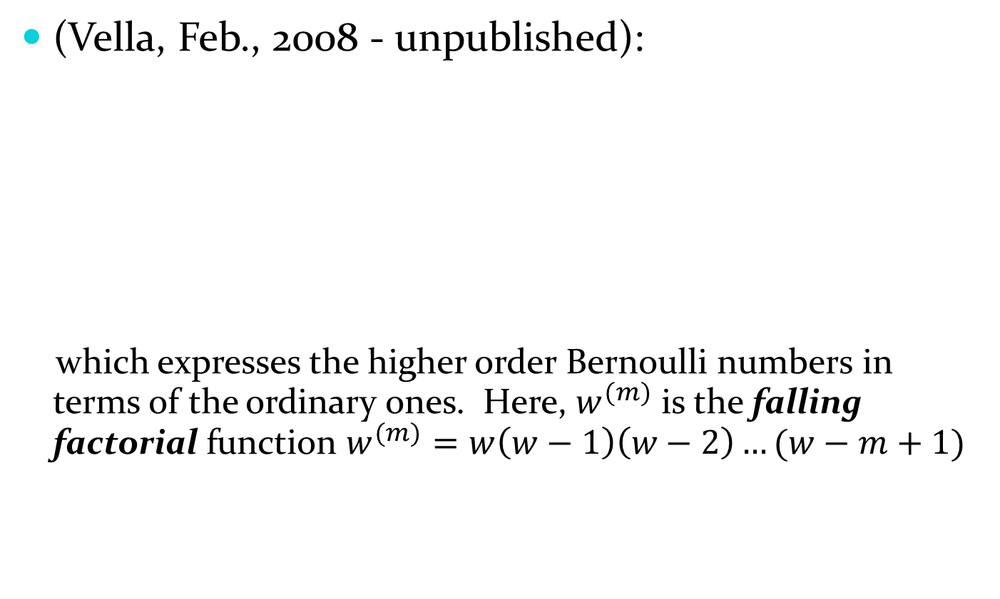 • (Vella, Feb., 2008 - unpublished):
which expresses the higher order Bernoulli numbers in
terms of the ordinary ones. Here, 𝑤⁽ᵐ⁾ is the falling
factorial function 𝑤⁽ᵐ⁾ = 𝑤(𝑤 − 1)(𝑤 − 2) … (𝑤 − 𝑚 + 1)